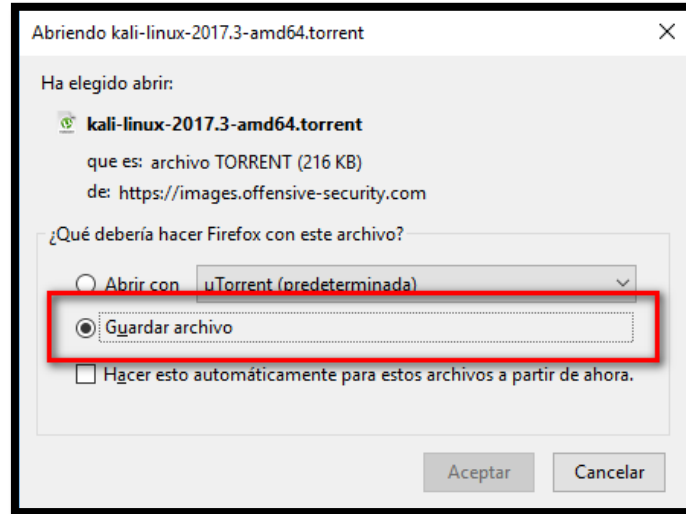 Abriendo kali-linux-2017.3-amd64.torrent
Ha elegido abrir:
kali-linux-2017.3-amd64.torrent
que es: archivo TORRENT (216 KB)
de: https://images.offensive-security.com
¿Qué debería hacer Firefox con este archivo?
Abrir con µTorrent (predeterminada)
Guardar archivo
Hacer esto automáticamente para estos archivos a partir de ahora.
Aceptar Cancelar